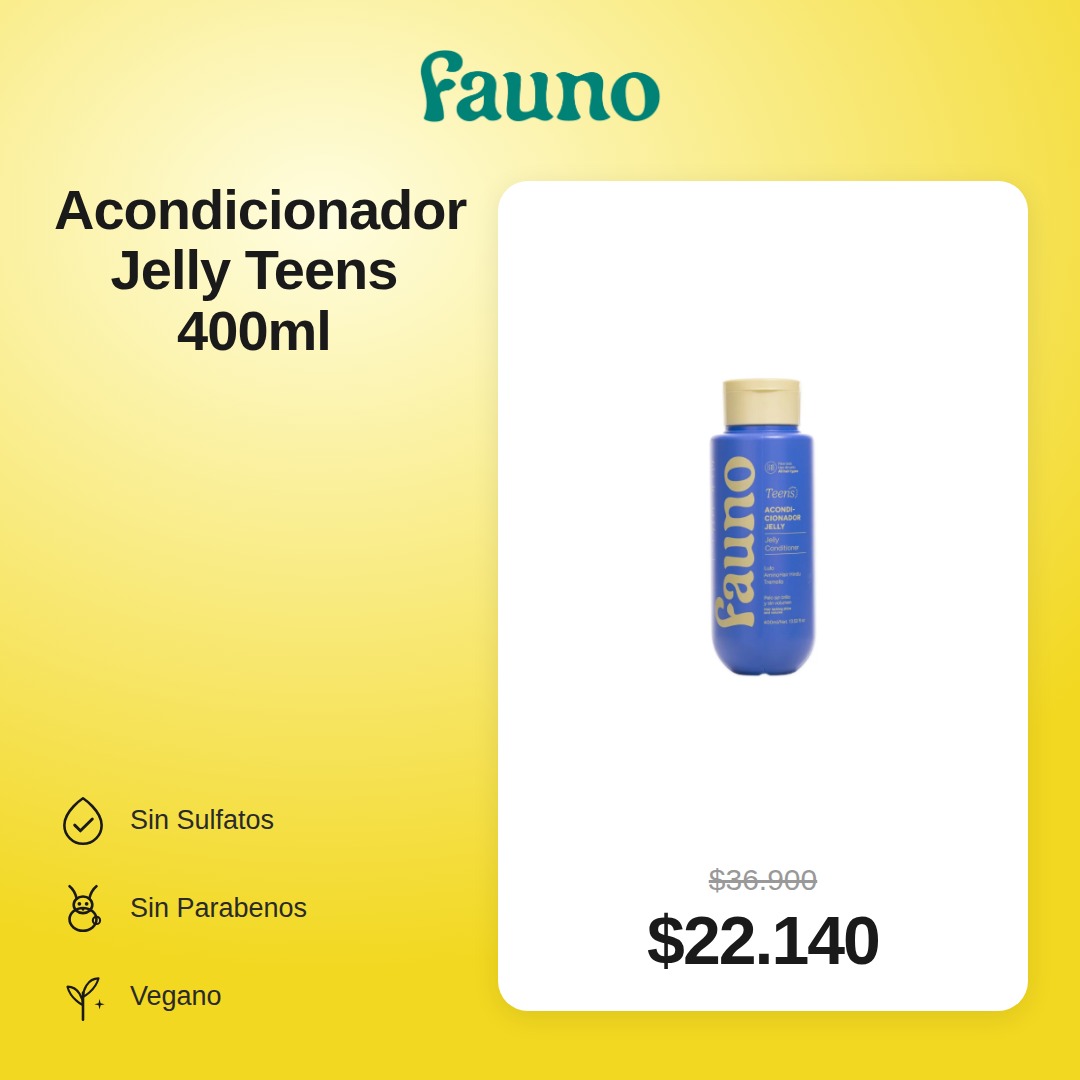 fauno
Acondicionador
Jelly Teens
400ml
fauno
Teens
ACONDI-
CIONADOR
JELLY
Jelly
Conditioner
Sin Sulfatos
Sin Parabenos
Vegano
$36.900
$22.140